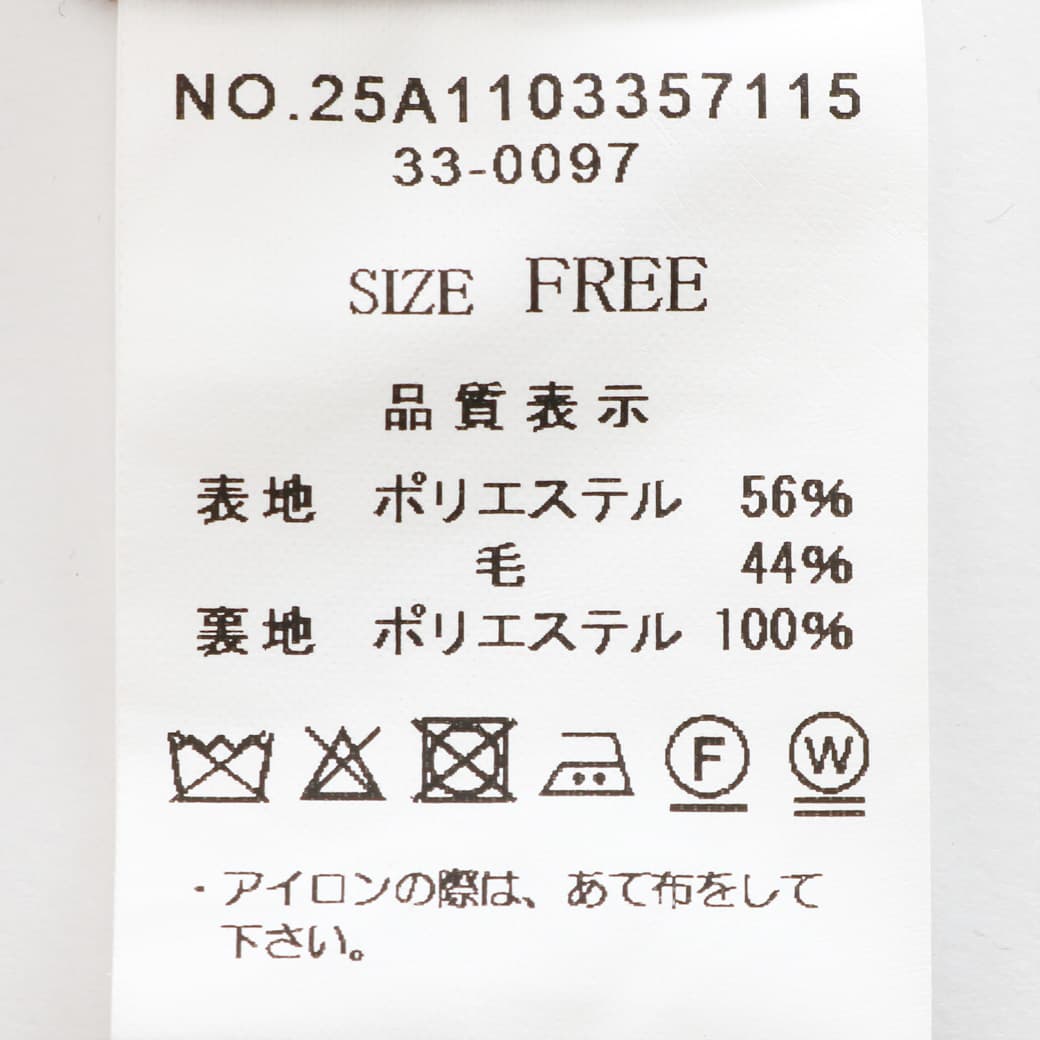 NO.25A1103357115
33-0097
SIZE FREE
品質表示
表地 ポリエステル 56%
毛 44%
裏地 ポリエステル 100%
F W
・アイロンの際は、あて布をして
下さい。